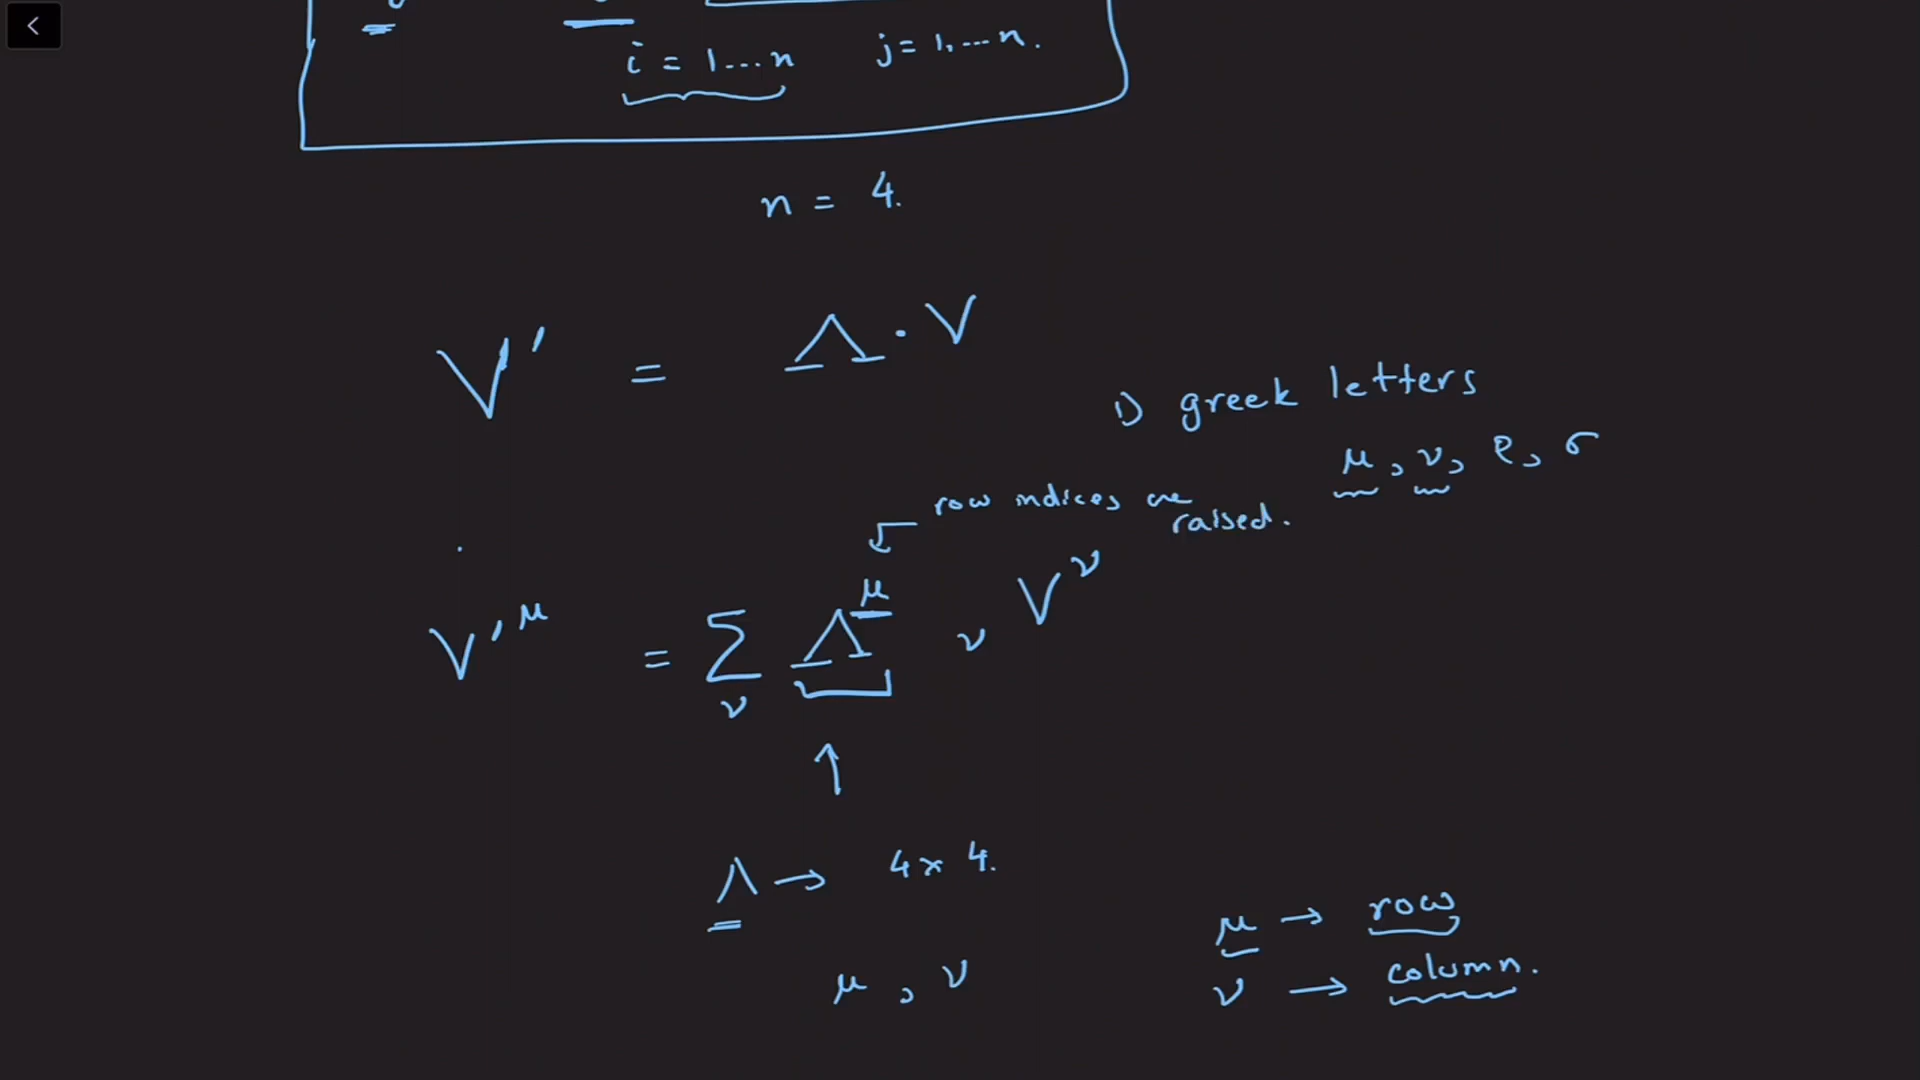 i = 1...n j = 1,...n.
n = 4.
V' = Λ · V
1) greek letters
μ, ν, ρ, σ
row indices are
raised.
V'^μ = Σ_ν Λ^μ_ν V^ν
Λ → 4 × 4.
μ → row
μ, ν
ν → column.